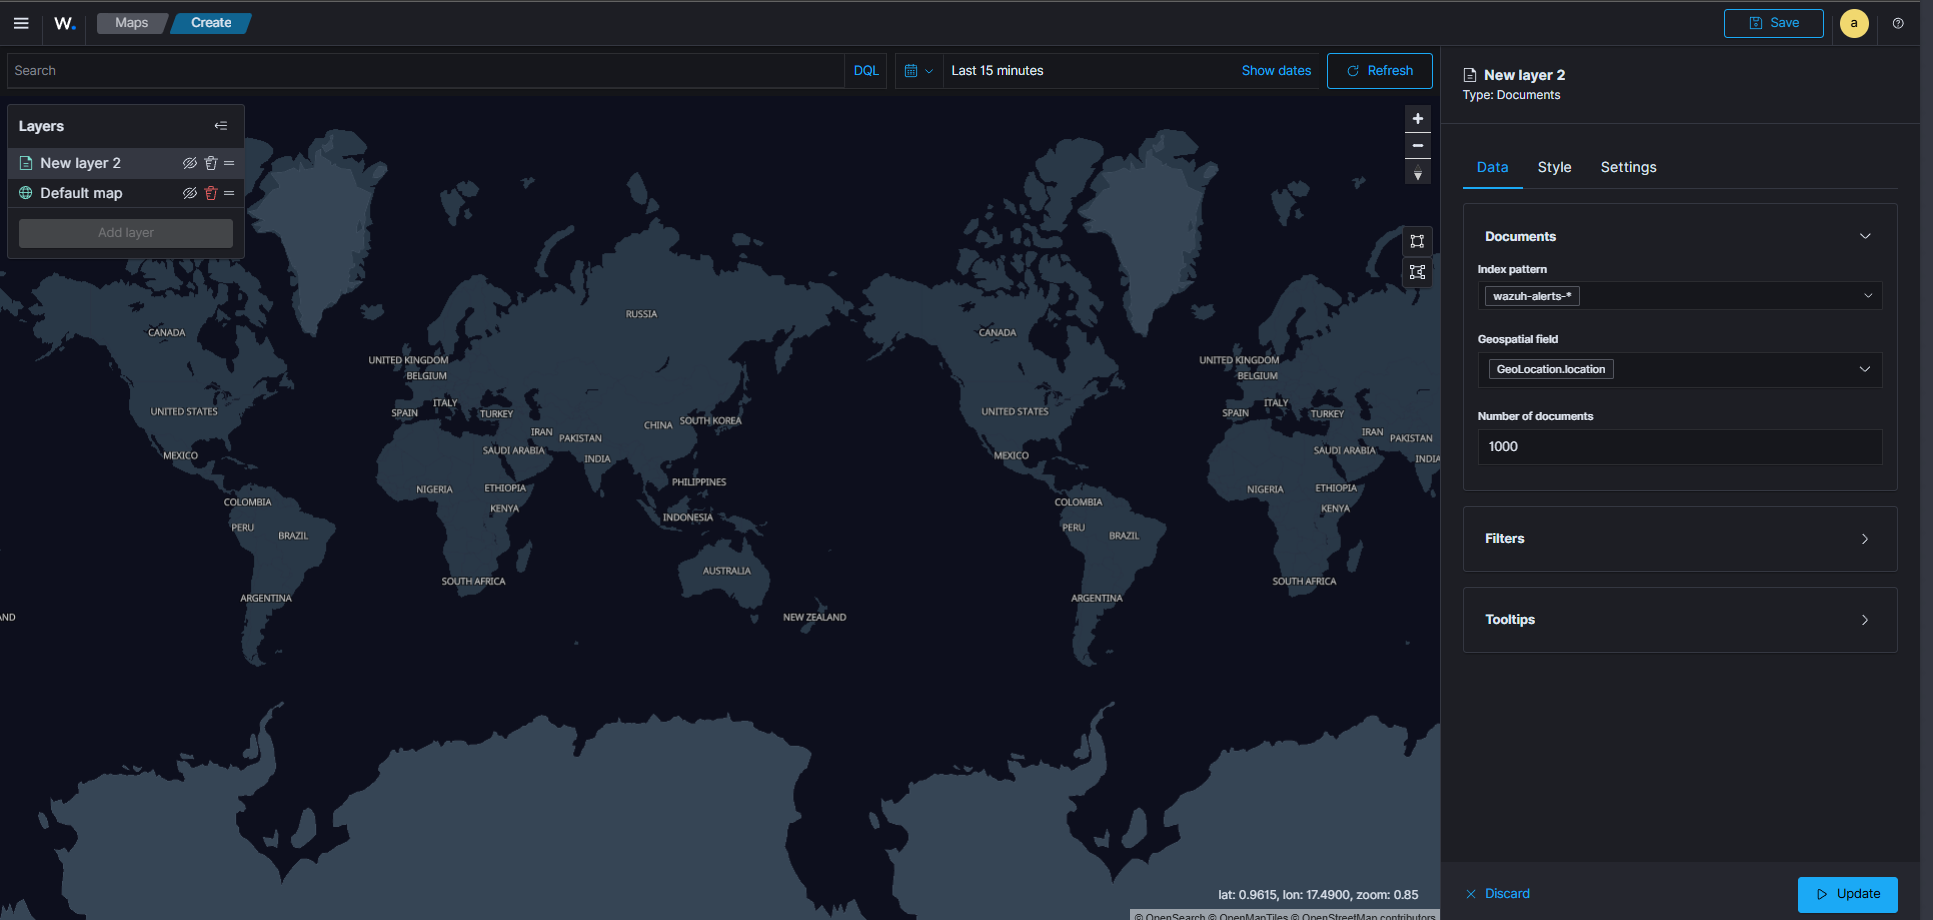 W.
Maps
Create
Save
a
Search
DQL
Last 15 minutes
Show dates
Refresh
Layers
New layer 2
Default map
Add layer
New layer 2
Type: Documents
Data
Style
Settings
Documents
Index pattern
wazuh-alerts-*
Geospatial field
GeoLocation.location
Number of documents
1000
Filters
Tooltips
Discard
Update
RUSSIA
CANADA
CANADA
UNITED KINGDOM
UNITED KINGDOM
BELGIUM
BELGIUM
ITALY
ITALY
UNITED STATES
SPAIN
TURKEY
UNITED STATES
SPAIN
TURKEY
CHINA
SOUTH KOREA
IRAN
PAKISTAN
IRAN
PAKISTAN
MEXICO
SAUDI ARABIA
INDIA
MEXICO
SAUDI ARABIA
INDIA
PHILIPPINES
NIGERIA
ETHIOPIA
NIGERIA
ETHIOPIA
COLOMBIA
KENYA
COLOMBIA
KENYA
INDONESIA
PERU
BRAZIL
PERU
BRAZIL
AUSTRALIA
SOUTH AFRICA
SOUTH AFRICA
ARGENTINA
ARGENTINA
AND
NEW ZEALAND
lat: 0.9615, lon: 17.4900, zoom: 0.85
© OpenSearch © OpenMapTiles © OpenStreetMap contributors